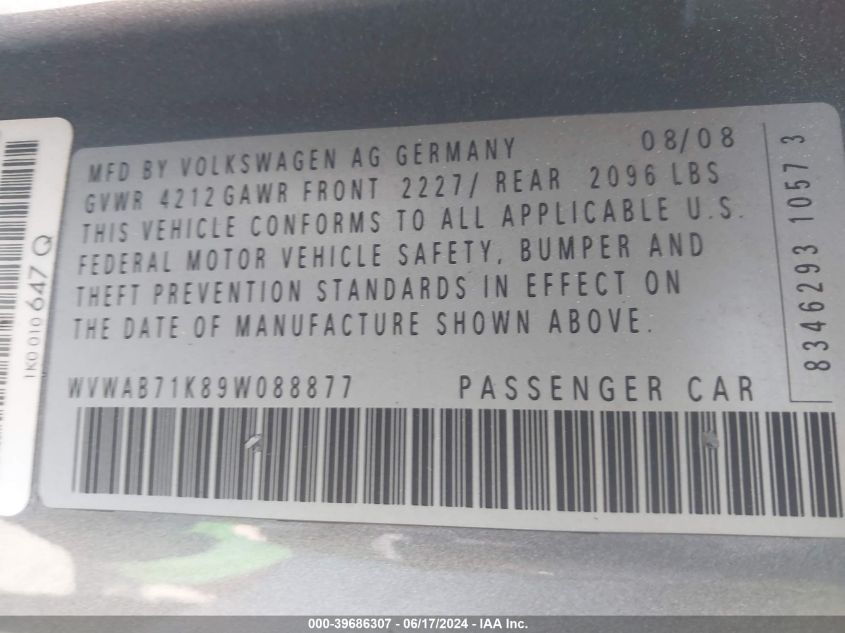 MFD BY VOLKSWAGEN AG GERMANY 08/08
GVWR 4212 GAWR FRONT 2227/ REAR 2096 LBS
THIS VEHICLE CONFORMS TO ALL APPLICABLE U.S.
FEDERAL MOTOR VEHICLE SAFETY, BUMPER AND
THEFT PREVENTION STANDARDS IN EFFECT ON
THE DATE OF MANUFACTURE SHOWN ABOVE.
WVWAB71K89W088877 PASSENGER CAR
8346293 1057 3
1K0 010 647 Q
000-39686307 - 06/17/2024 - IAA Inc.